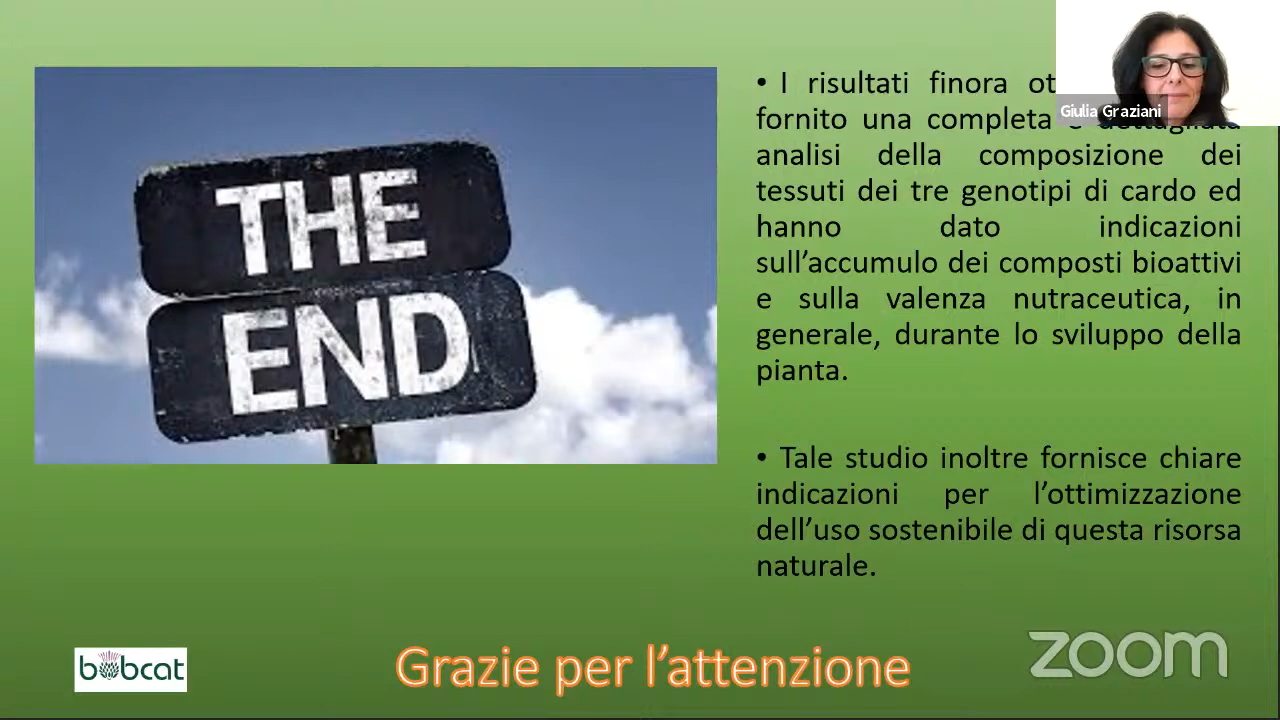 THE
END
• I risultati finora
fornito una completa
analisi della composizione dei
tessuti dei tre genotipi di cardo ed
hanno dato indicazioni
sull’accumulo dei composti bioattivi
e sulla valenza nutraceutica, in
generale, durante lo sviluppo della
pianta.
• Tale studio inoltre fornisce chiare
indicazioni per l’ottimizzazione
dell’uso sostenibile di questa risorsa
naturale.
Giulia Graziani
bobcat
Grazie per l’attenzione
zoom